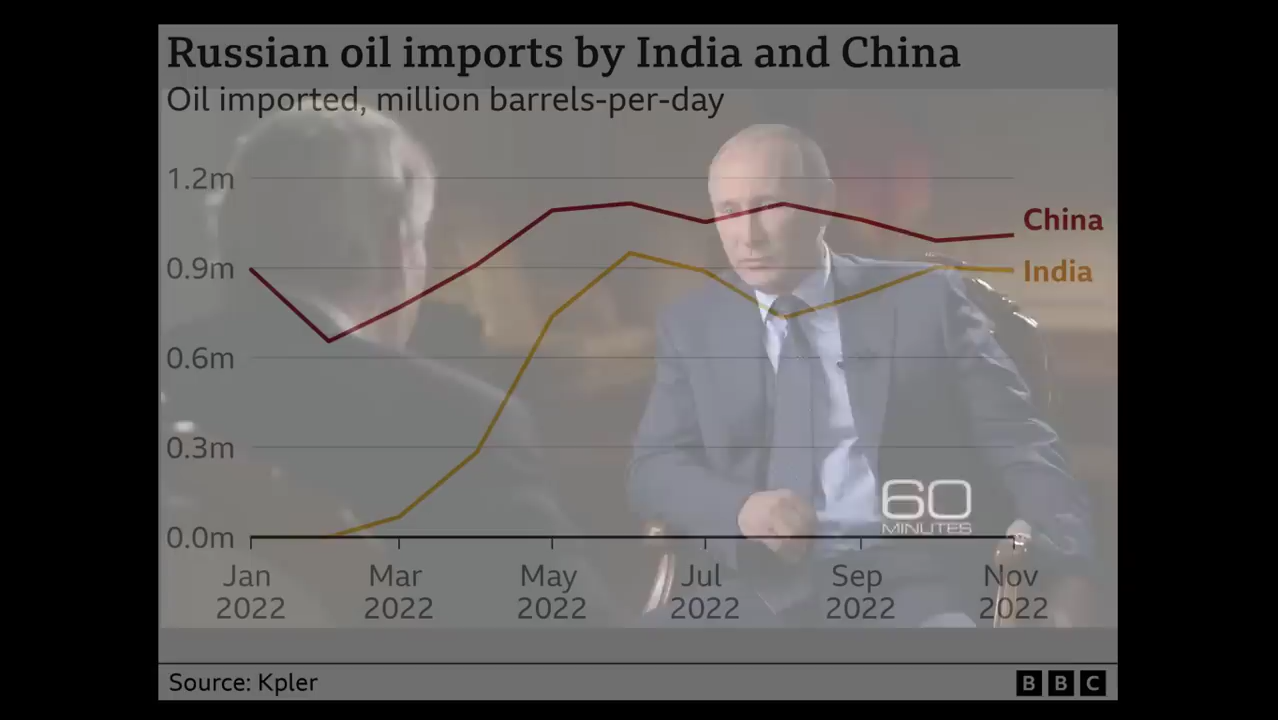 Russian oil imports by India and China
Oil imported, million barrels-per-day
1.2m
China
0.9m
India
0.6m
0.3m
60
MINUTES
0.0m
Jan Mar May Jul Sep Nov
2022 2022 2022 2022 2022 2022
Source: Kpler
BBC